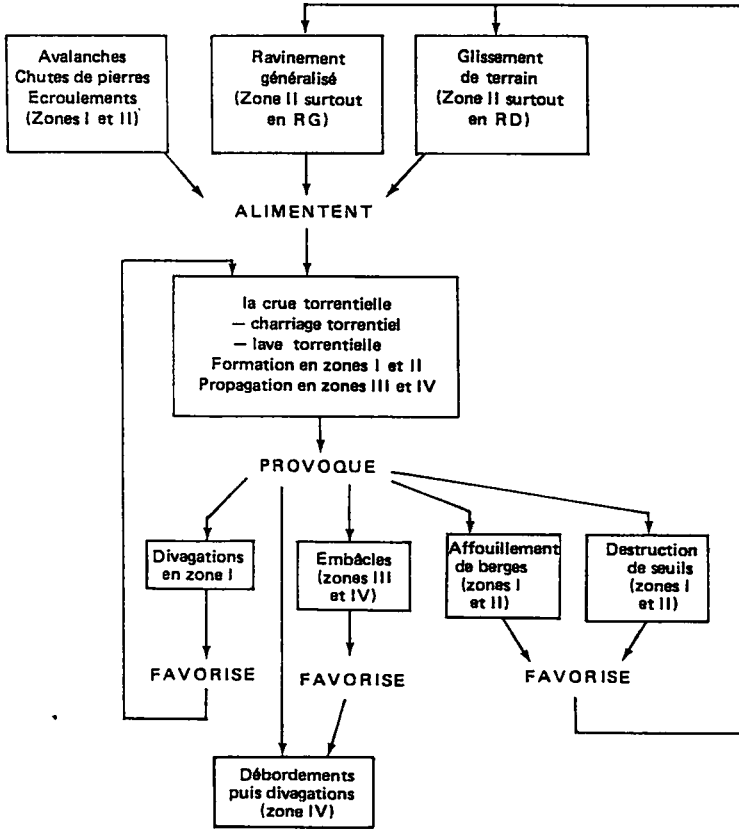 Avalanches
Chutes de pierres
Ecroulements
(Zones I et II)
Ravinement
généralisé
(Zone II surtout
en RG)
Glissement
de terrain
(Zone II surtout
en RD)
ALIMENTENT
la crue torrentielle
— charriage torrentiel
— lave torrentielle
Formation en zones I et II
Propagation en zones III et IV
PROVOQUE
Divagations
en zone I
Embâcles
(zones III
et IV)
Affouillement
de berges
(zones I
et II)
Destruction
de seuils
(zones I
et II)
FAVORISE
FAVORISE
FAVORISE
Débordements
puis divagations
(zone IV)